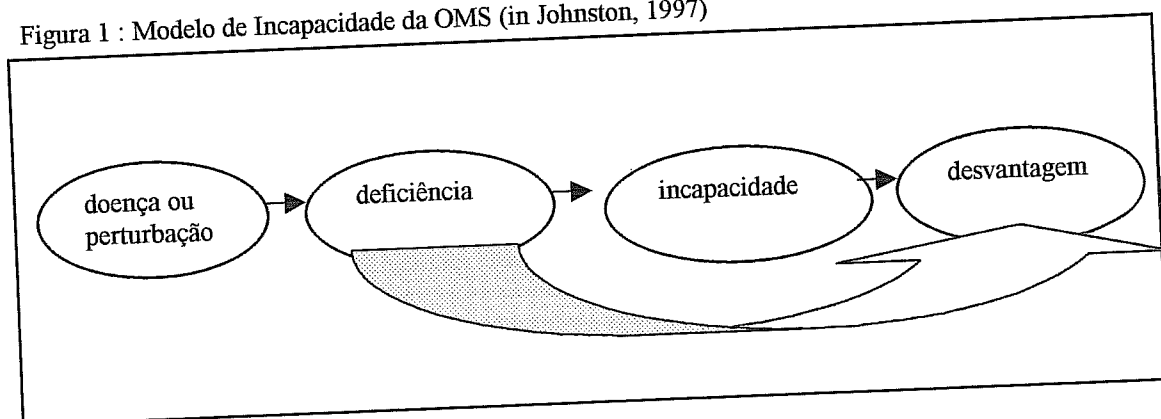 Figura 1 : Modelo de Incapacidade da OMS (in Johnston, 1997)
doença ou
perturbação
deficiência
incapacidade
desvantagem